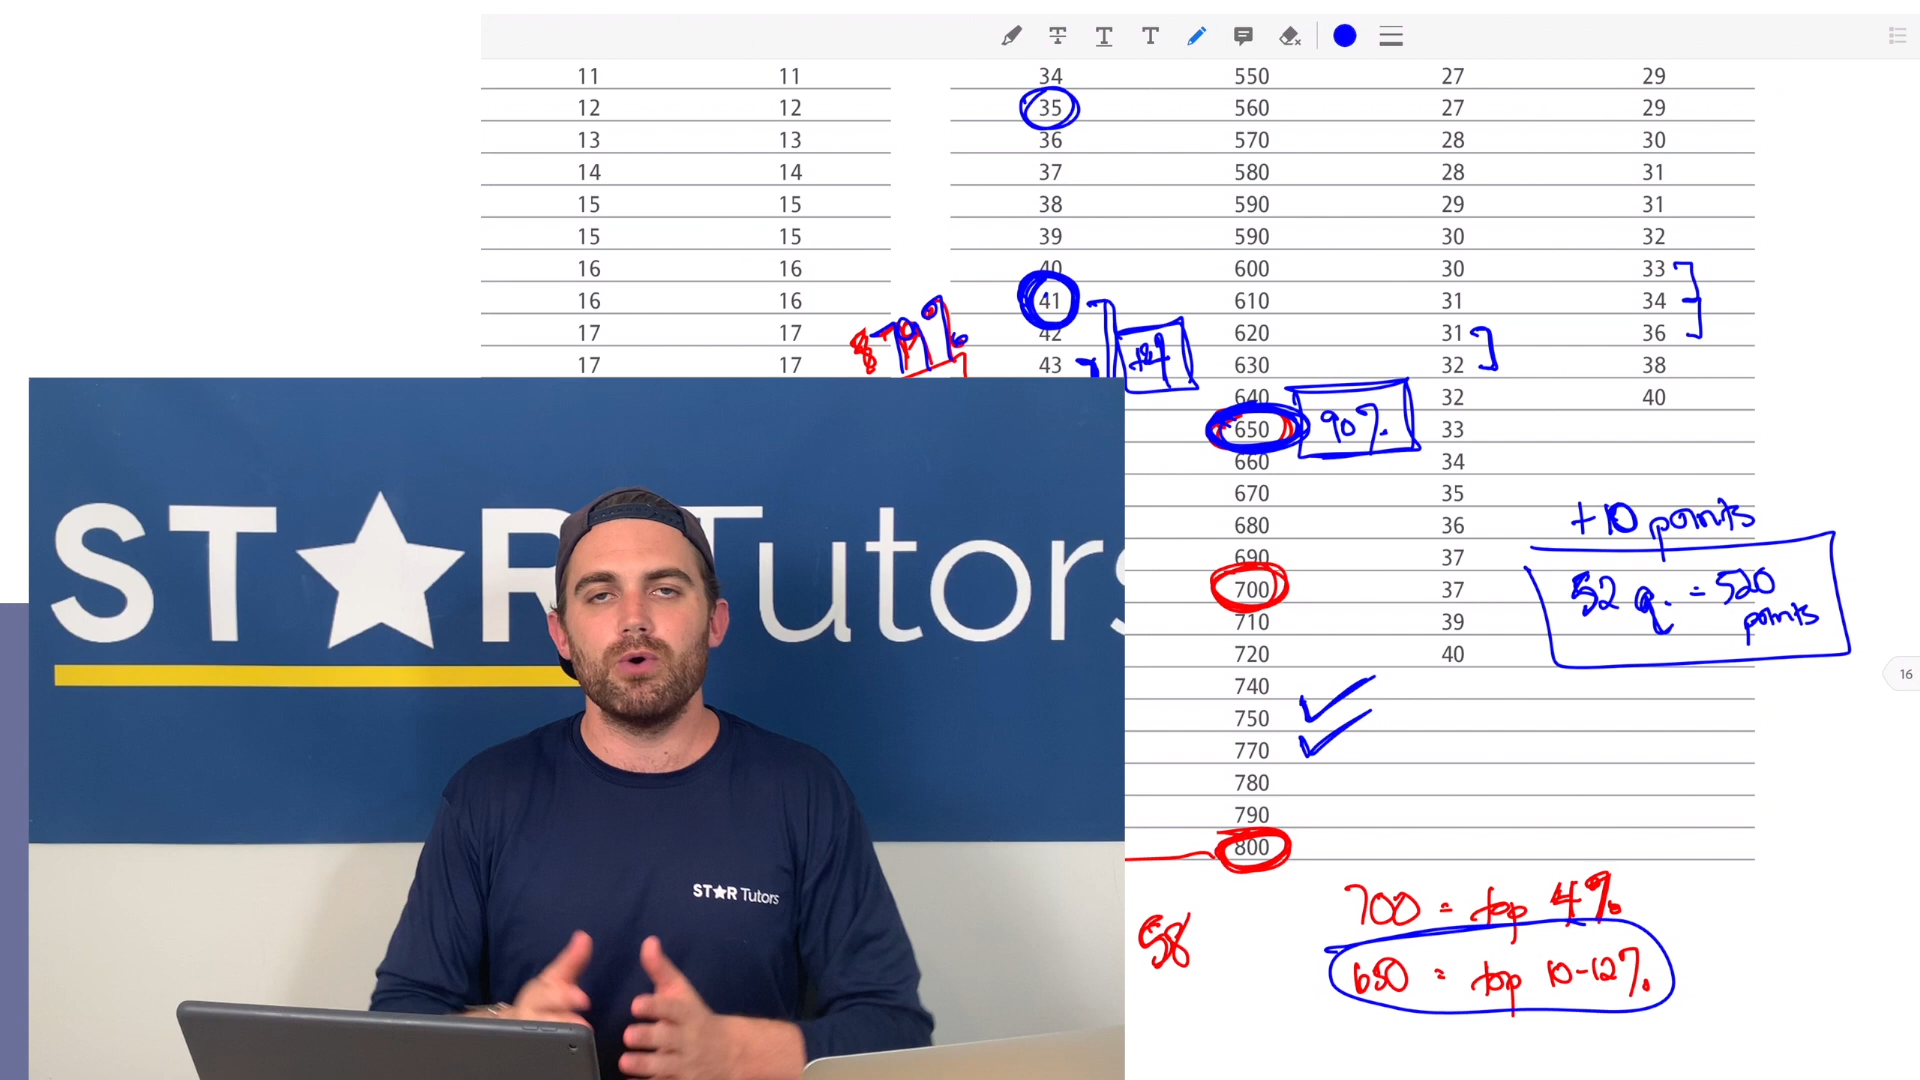 11 11 34 550 27 29
12 12 35 560 27 29
13 13 36 570 28 30
14 14 37 580 28 31
15 15 38 590 29 31
15 15 39 590 30 32
16 16 40 600 30 33
16 16 41 610 31 34
17 17 42 620 31 36
17 17 43 630 32 38
640 32 40
650 90% 33
660 34
670 35
680 36
690 37
700 37
710 39
720 40
740
750
770
780
790
800
+10 points
52 q. = 520
points
16
STAR Tutors
STAR Tutors
58
700 = top 4%
650 = top 10-12%